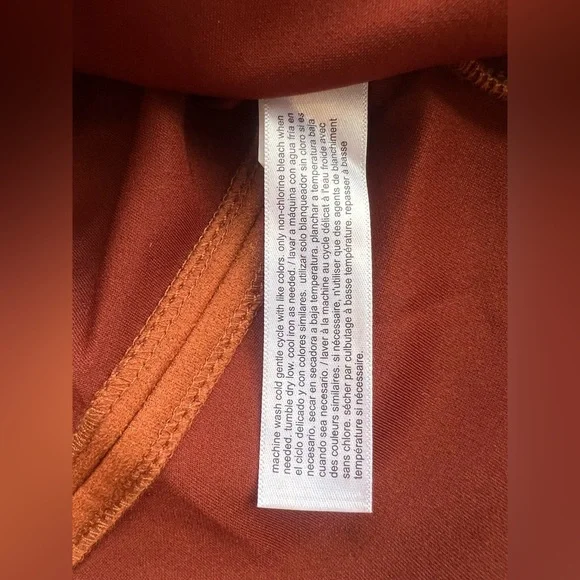 machine wash cold gentle cycle with like colors. only non-chlorine bleach when
needed. tumble dry low. cool iron as needed. / lavar a máquina con agua fría en
el ciclo delicado y con colores similares. utilizar solo blanqueador sin cloro si es
necesario. secar en secadora a baja temperatura. planchar a temperatura baja
cuando sea necesario. / laver à la machine au cycle délicat à l'eau froide avec
des couleurs similaires. si nécessaire, n'utiliser que des agents de blanchiment
sans chlore. sécher par culbutage à basse température. repasser à basse
température si nécessaire.